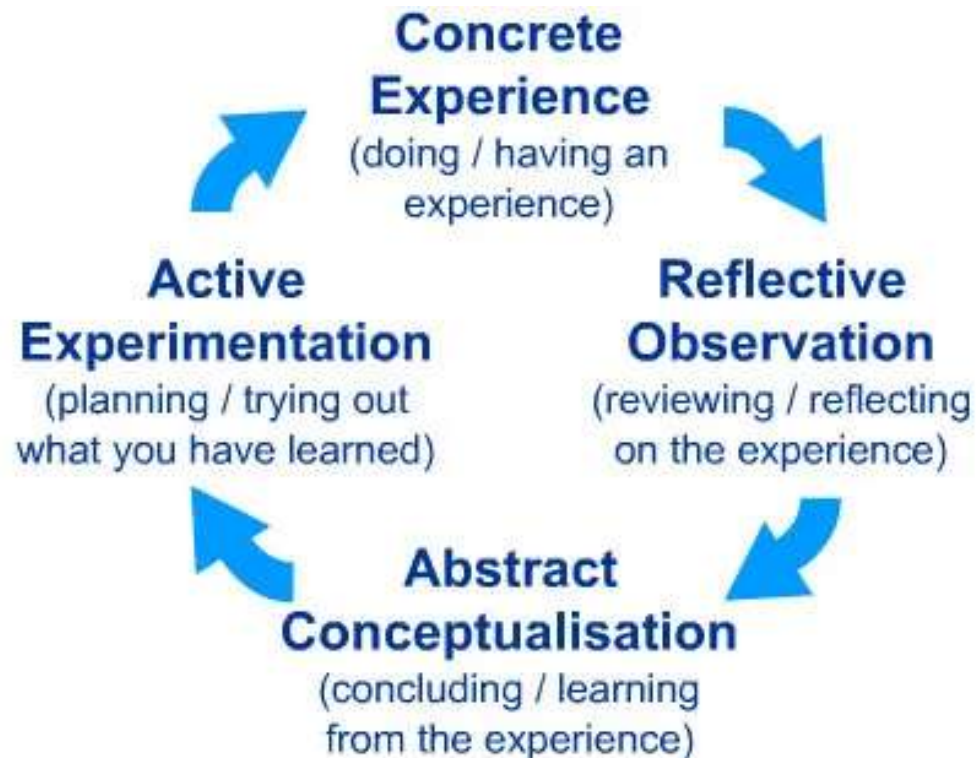 Concrete
Experience
(doing / having an
experience)
Reflective
Observation
(reviewing / reflecting
on the experience)
Abstract
Conceptualisation
(concluding / learning
from the experience)
Active
Experimentation
(planning / trying out
what you have learned)